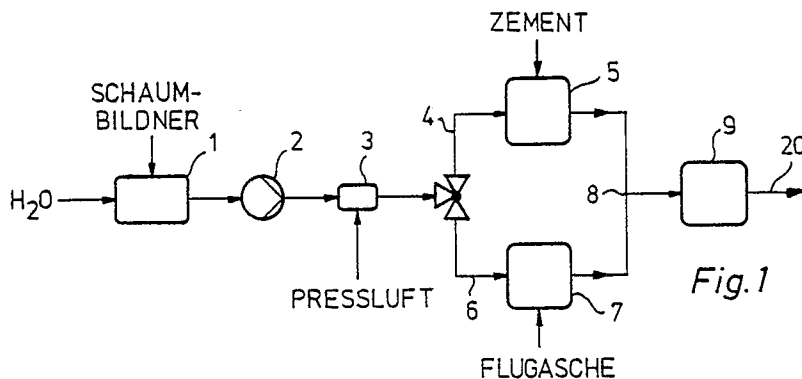 ZEMENT
SCHAUM-
BILDNER
H2O
1
2
3
4
5
6
7
8
9
20
PRESSLUFT
FLUGASCHE
Fig.1